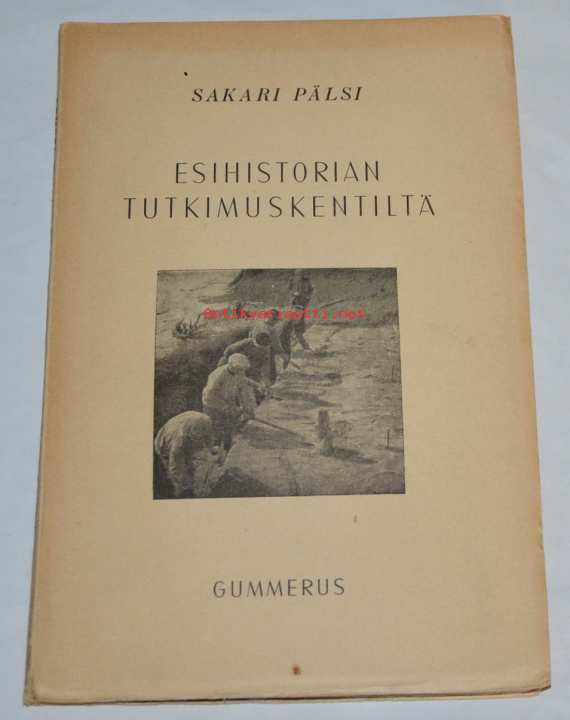 SAKARI PÄLSI
ESIHISTORIAN
TUTKIMUSKENTILTÄ
Antikvariaatti.net
GUMMERUS